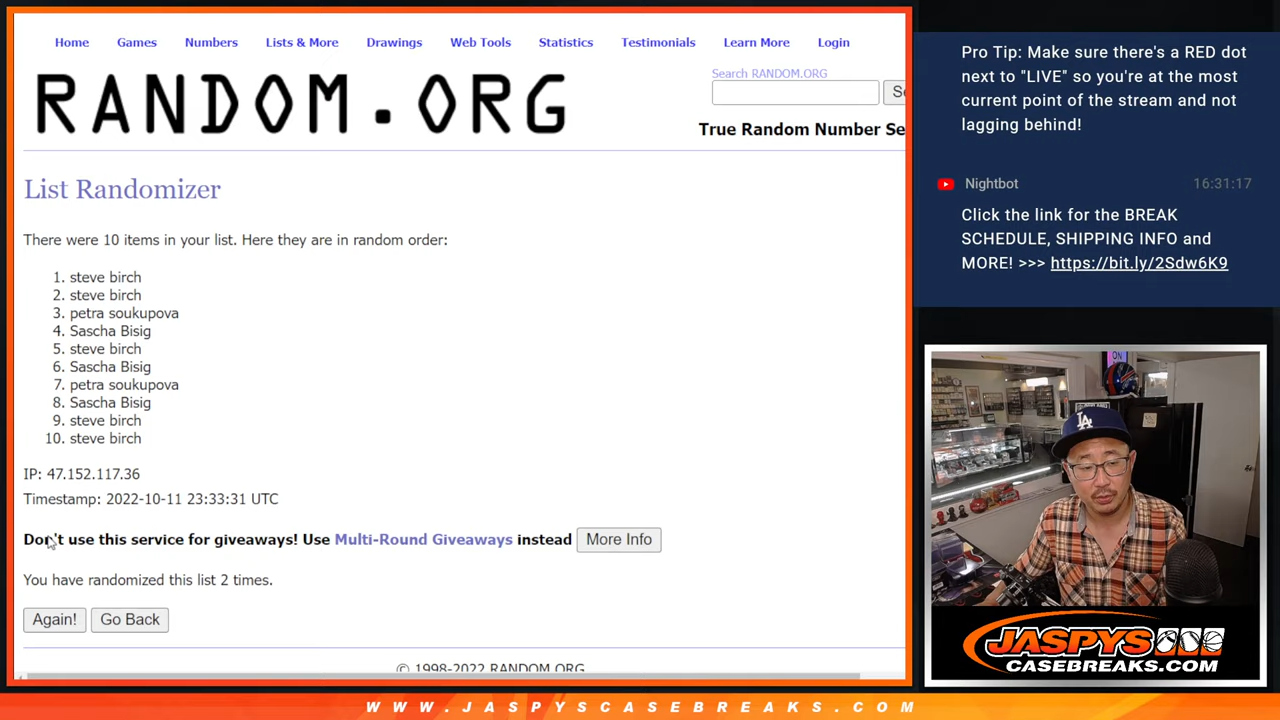 Home Games Numbers Lists & More Drawings Web Tools Statistics Testimonials Learn More Login
Search RANDOM.ORG
RANDOM.ORG
True Random Number Se
List Randomizer
There were 10 items in your list. Here they are in random order:
1. steve birch
2. steve birch
3. petra soukupova
4. Sascha Bisig
5. steve birch
6. Sascha Bisig
7. petra soukupova
8. Sascha Bisig
9. steve birch
10. steve birch
IP: 47.152.117.36
Timestamp: 2022-10-11 23:33:31 UTC
Don't use this service for giveaways! Use Multi-Round Giveaways instead More Info
You have randomized this list 2 times.
Again! Go Back
© 1998-2022 RANDOM.ORG
Pro Tip: Make sure there's a RED dot
next to "LIVE" so you're at the most
current point of the stream and not
lagging behind!
Nightbot 16:31:17
Click the link for the BREAK
SCHEDULE, SHIPPING INFO and
MORE! >>> https://bit.ly/2Sdw6K9
ON
LA
JASPYS
CASEBREAKS.COM
WWW.JASPYSCASEBREAKS.COM